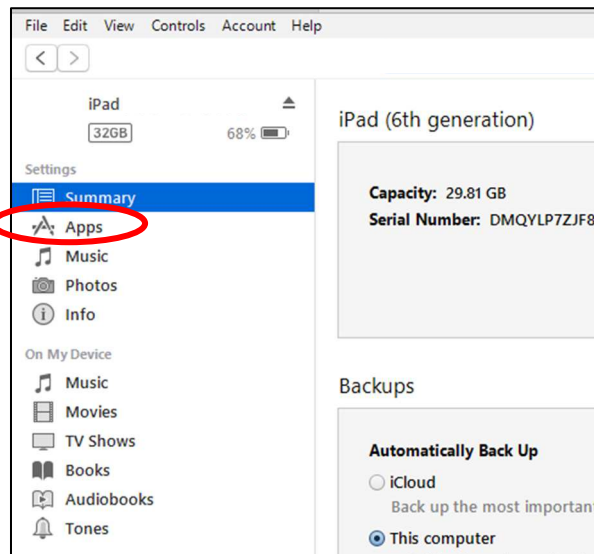 File Edit View Controls Account Help
iPad
32GB 68%
Settings
Summary
Apps
Music
Photos
Info
On My Device
Music
Movies
TV Shows
Books
Audiobooks
Tones
iPad (6th generation)
Capacity: 29.81 GB
Serial Number: DMQYLP7ZJF8
Backups
Automatically Back Up
iCloud
Back up the most important
This computer